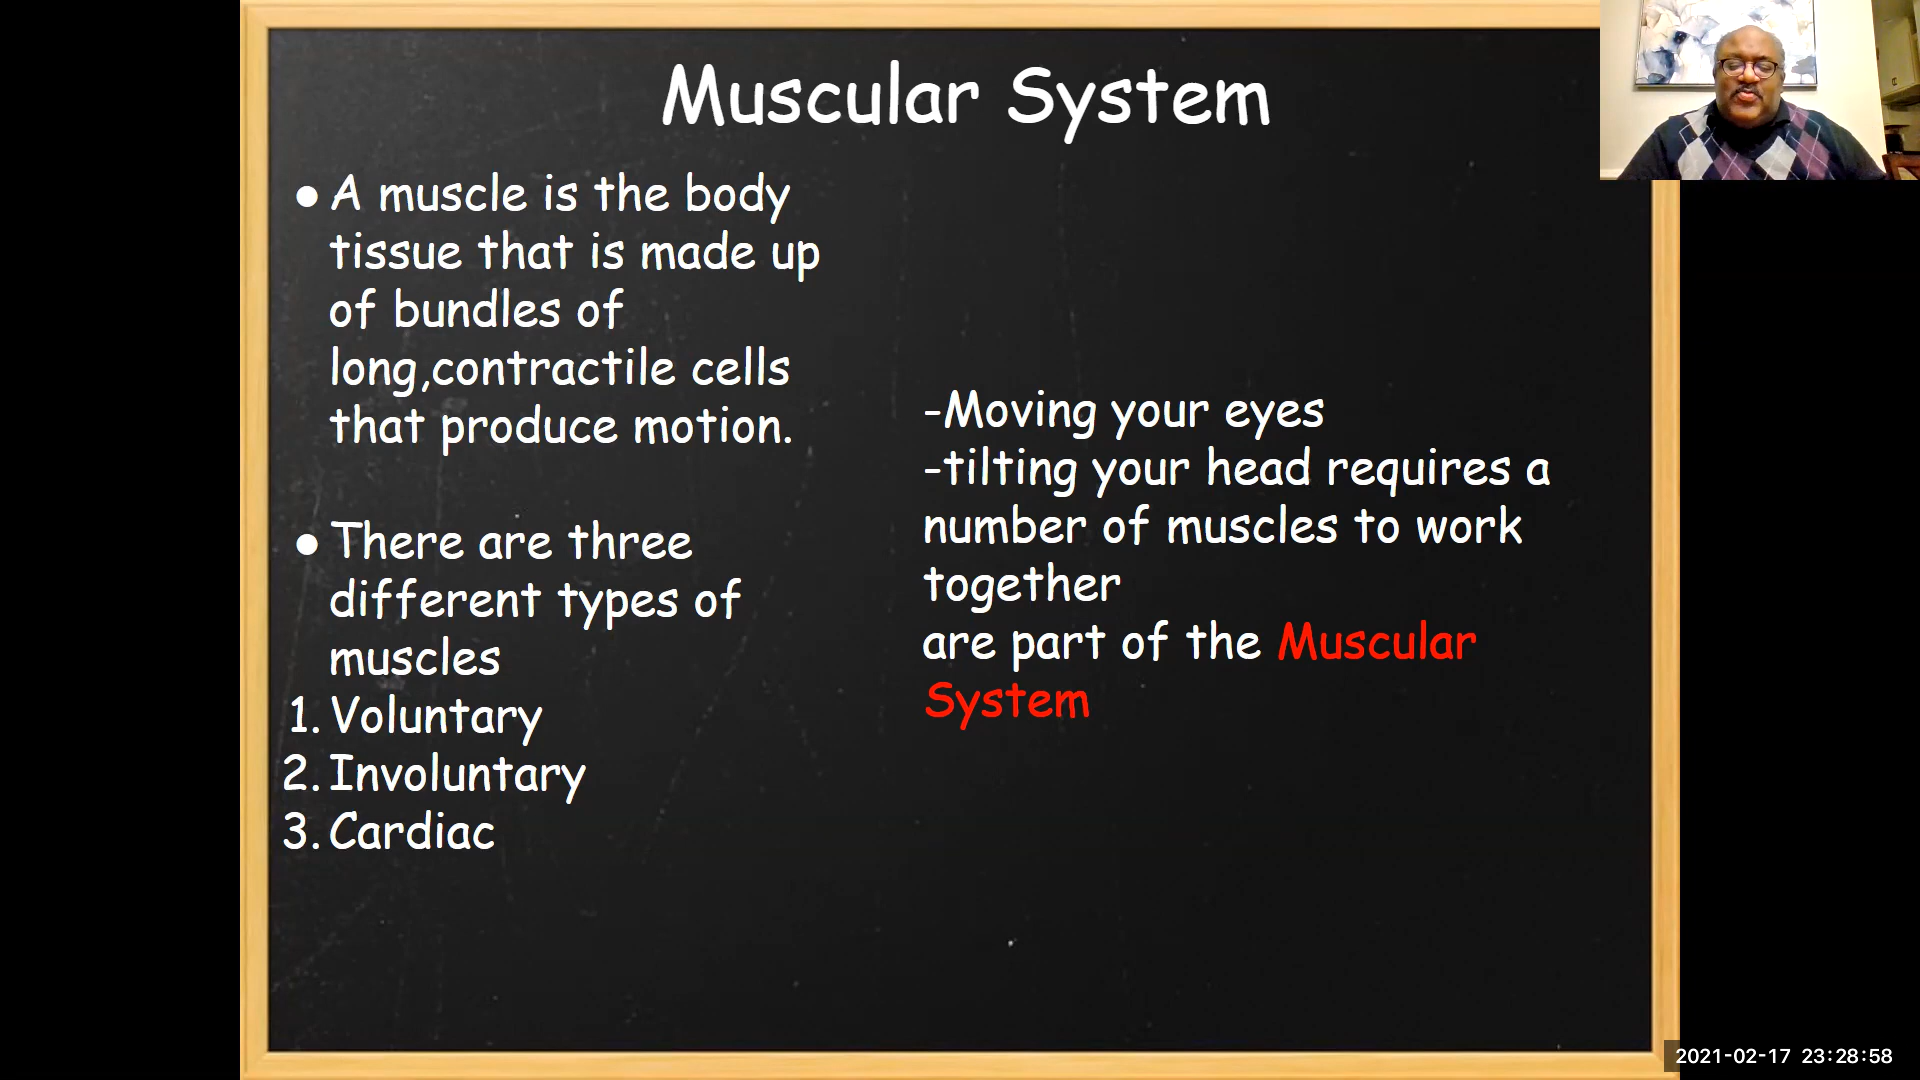 Muscular System
● A muscle is the body
tissue that is made up
of bundles of
long,contractile cells
that produce motion.
● There are three
different types of
muscles
1. Voluntary
2. Involuntary
3. Cardiac
-Moving your eyes
-tilting your head requires a
number of muscles to work
together
are part of the Muscular
System
2021-02-17 23:28:58